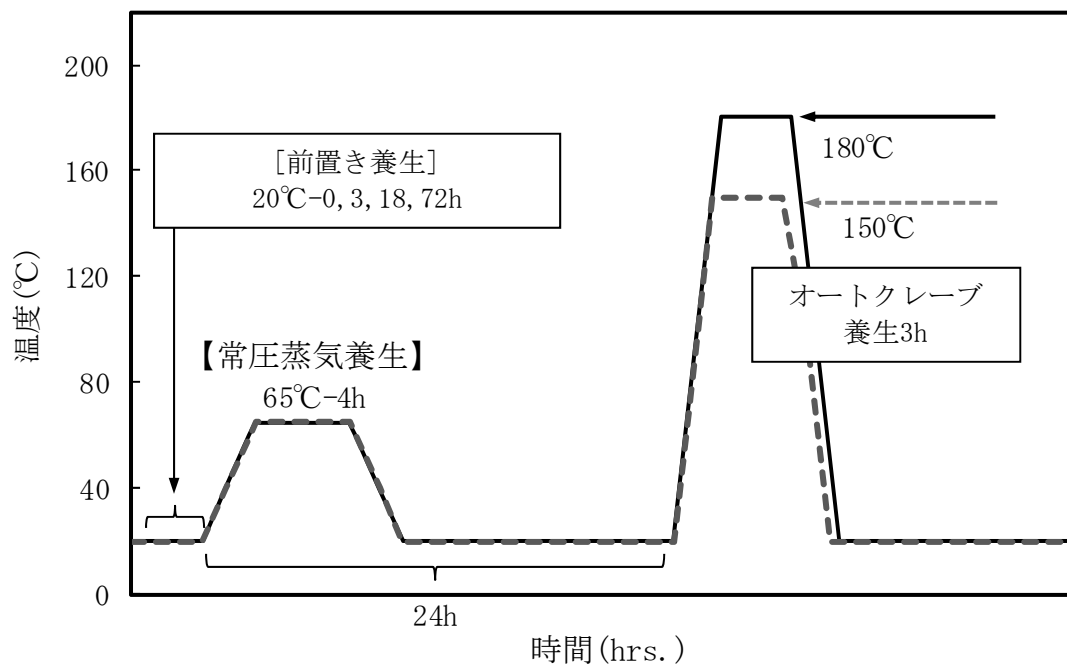 200
160
120
80
40
0
温度(℃)
[前置き養生]
20℃-0,3,18,72h
【常圧蒸気養生】
65℃-4h
180℃
150℃
オートクレーブ
養生3h
24h
時間(hrs.)